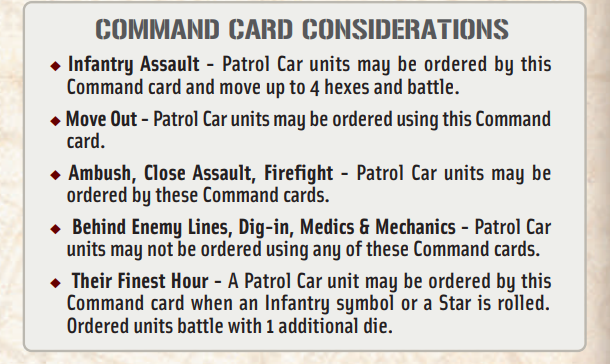 COMMAND CARD CONSIDERATIONS
◆ Infantry Assault - Patrol Car units may be ordered by this
Command card and move up to 4 hexes and battle.
◆ Move Out - Patrol Car units may be ordered using this Command
card.
◆ Ambush, Close Assault, Firefight - Patrol Car units may be
ordered by these Command cards.
◆ Behind Enemy Lines, Dig-in, Medics & Mechanics - Patrol Car
units may not be ordered using any of these Command cards.
◆ Their Finest Hour - A Patrol Car unit may be ordered by this
Command card when an Infantry symbol or a Star is rolled.
Ordered units battle with 1 additional die.